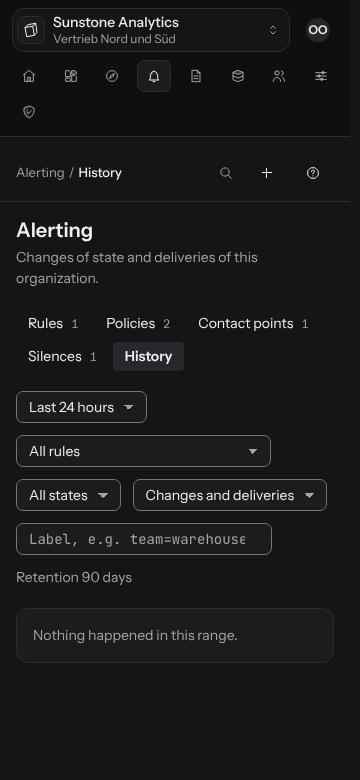 Sunstone Analytics
Vertrieb Nord und Süd
OO
Alerting / History
Alerting
Changes of state and deliveries of this
organization.
Rules 1 Policies 2 Contact points 1
Silences 1 History
Last 24 hours
All rules
All states Changes and deliveries
Label, e.g. team=warehouse
Retention 90 days
Nothing happened in this range.